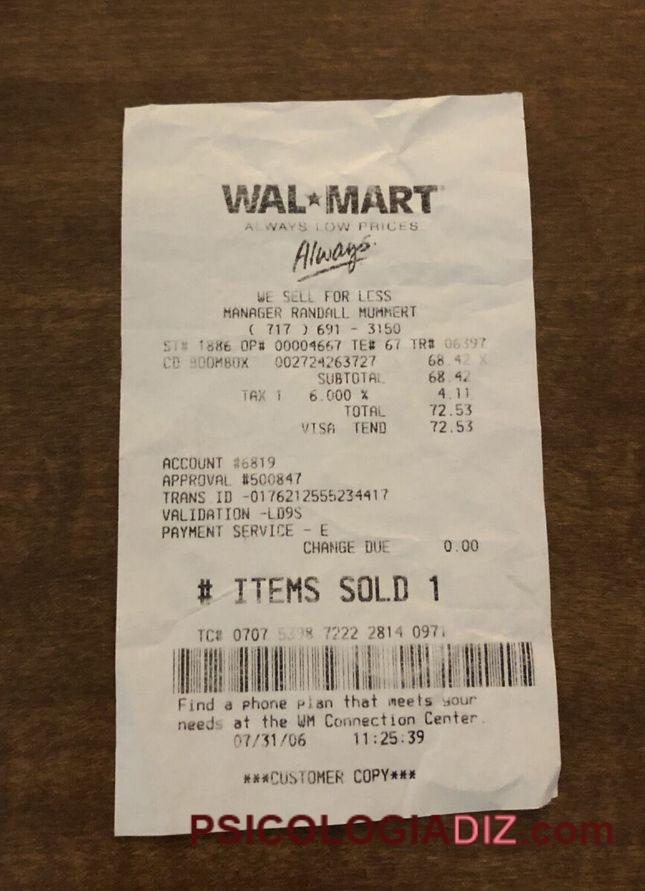 WAL★MART
ALWAYS LOW PRICES
Always.
WE SELL FOR LESS
MANAGER RANDALL MUMMERT
( 717 ) 691 - 3150
ST# 1886 OP# 00004667 TE# 67 TR# 06397
CD BOOMBOX 002724263727 68.42 X
SUBTOTAL 68.42
TAX 1 6.000 % 4.11
TOTAL 72.53
VISA TEND 72.53
ACCOUNT #6819
APPROVAL #500847
TRANS ID -0176212555234417
VALIDATION -LD9S
PAYMENT SERVICE - E
CHANGE DUE 0.00
# ITEMS SOLD 1
TC# 0707 5398 7222 2814 0971
Find a phone plan that meets your
needs at the WM Connection Center.
07/31/06 11:25:39
***CUSTOMER COPY***
PSICOLOGIADIZ.com